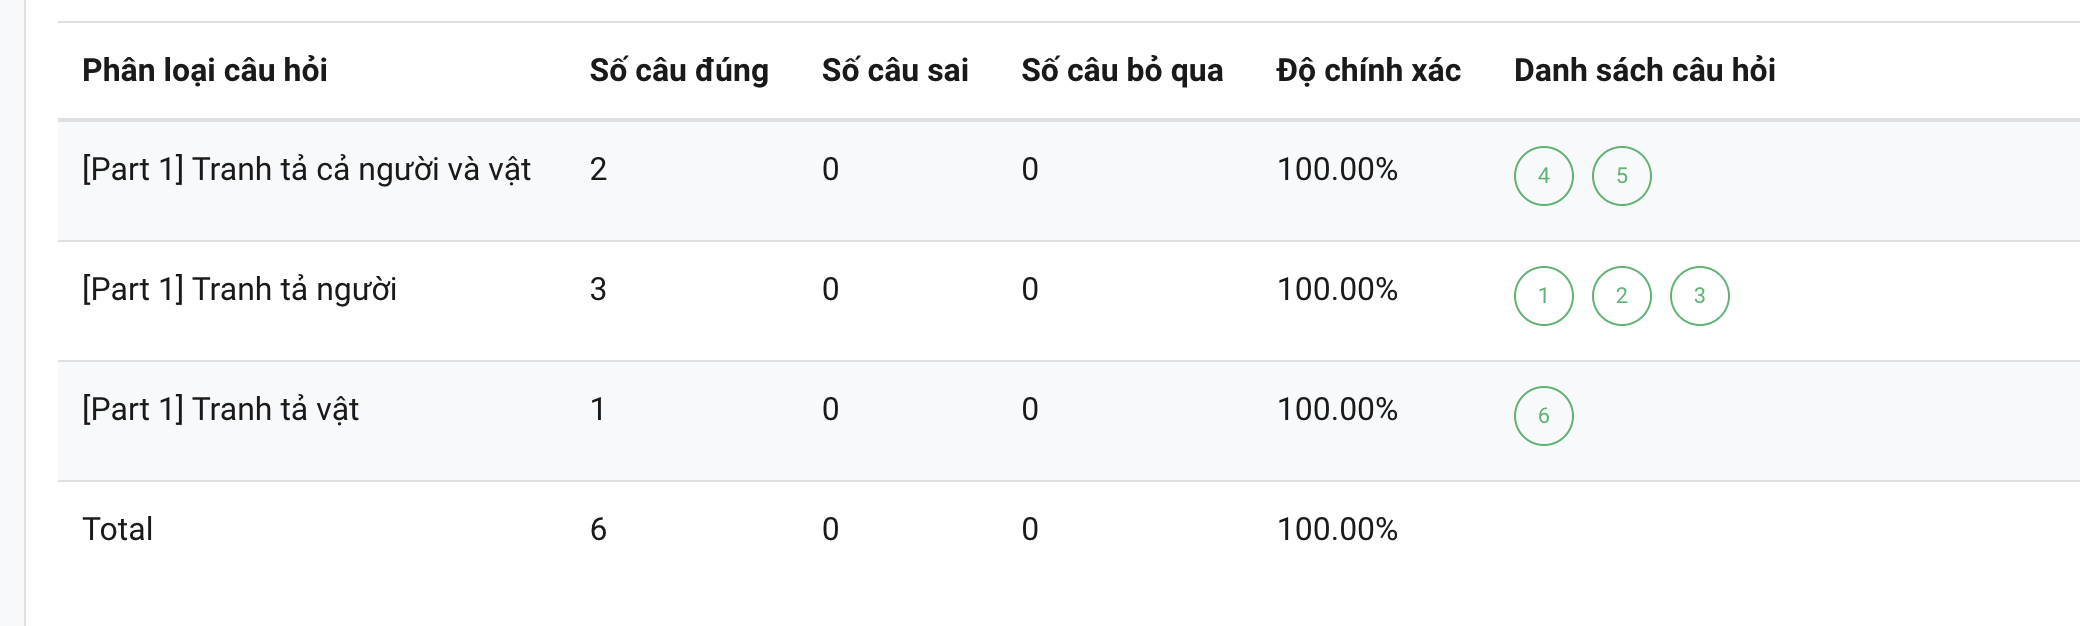 Phân loại câu hỏi Số câu đúng Số câu sai Số câu bỏ qua Độ chính xác Danh sách câu hỏi
[Part 1] Tranh tả cả người và vật 2 0 0 100.00% 4 5
[Part 1] Tranh tả người 3 0 0 100.00% 1 2 3
[Part 1] Tranh tả vật 1 0 0 100.00% 6
Total 6 0 0 100.00%